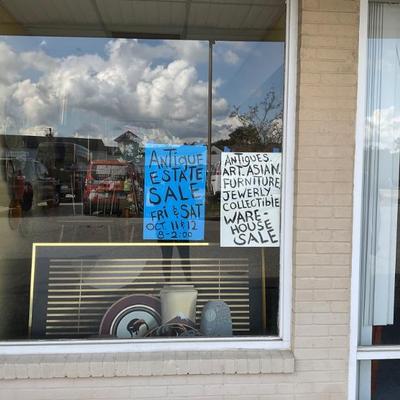 ANTIQUE
ESTATE
SALE
FRI & SAT
OCT 11 & 12
8-2:00
ANTIQUES
ART, ASIAN,
FURNITURE
JEWERLY
COLLECTIBLE
WARE-
HOUSE
SALE